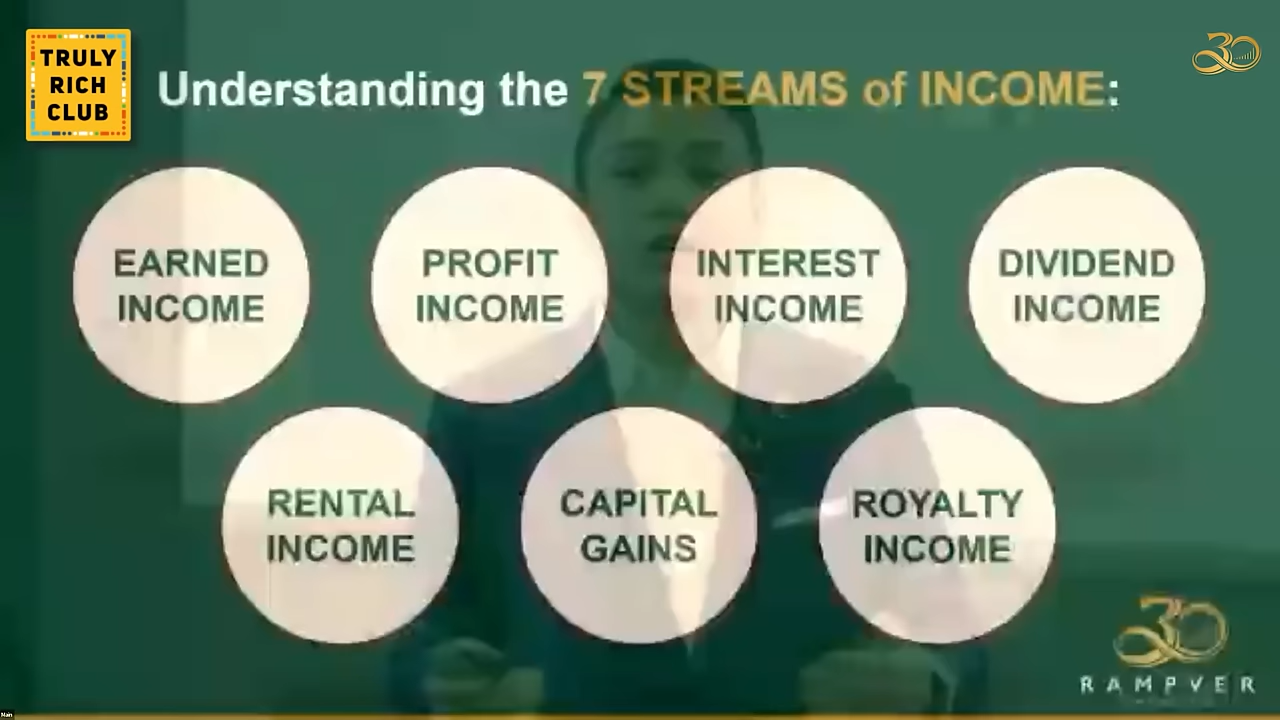 TRULY
RICH
CLUB
30
Understanding the 7 STREAMS of INCOME:
EARNED
INCOME
PROFIT
INCOME
INTEREST
INCOME
DIVIDEND
INCOME
RENTAL
INCOME
CAPITAL
GAINS
ROYALTY
INCOME
30
RAMPVER